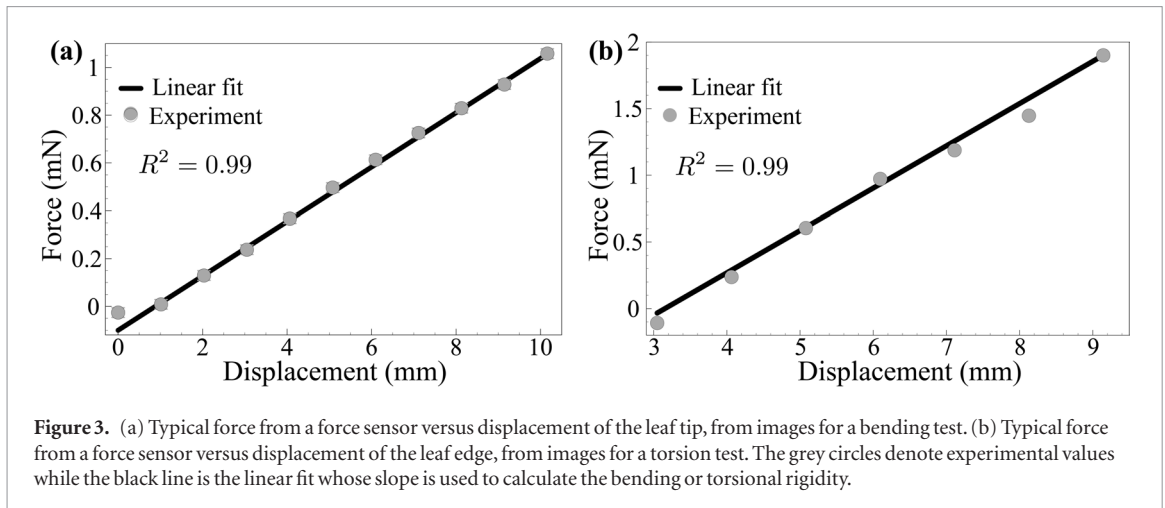 (a)
1
0.8
0.6
0.4
0.2
0
Force (mN)
Linear fit
Experiment
R² = 0.99
0 2 4 6 8 10
Displacement (mm)
(b)
2
1.5
1
0.5
0
Force (mN)
Linear fit
Experiment
R² = 0.99
3 4 5 6 7 8 9
Displacement (mm)
Figure 3. (a) Typical force from a force sensor versus displacement of the leaf tip, from images for a bending test. (b) Typical force
from a force sensor versus displacement of the leaf edge, from images for a torsion test. The grey circles denote experimental values
while the black line is the linear fit whose slope is used to calculate the bending or torsional rigidity.